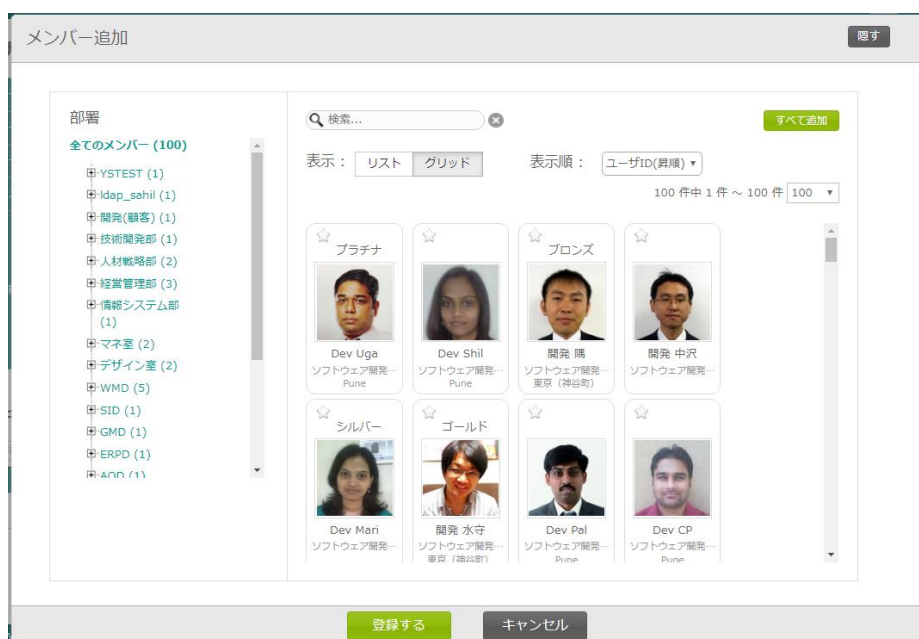 メンバー追加
隠す
部署
全てのメンバー (100)
YSTEST (1)
ldap_sahil (1)
開発(顧客) (1)
技術開発部 (1)
人材戦略部 (2)
経営管理部 (3)
情報システム部
(1)
マネ室 (2)
デザイン室 (2)
WMD (5)
SID (1)
GMD (1)
ERPD (1)
AOD (1)
検索...
すべて追加
表示： リスト グリッド 表示順： ユーザID(昇順)
100 件中 1 件 ～ 100 件 100
プラチナ ブロンズ
Dev Uga Dev Shil 開発 隅 開発 中沢
ソフトウェア開発… ソフトウェア開発… ソフトウェア開発… ソフトウェア開発…
Pune Pune 東京（神谷町）
シルバー ゴールド
Dev Mari 開発 水守 Dev Pal Dev CP
ソフトウェア開発… ソフトウェア開発… ソフトウェア開発… ソフトウェア開発…
Pune 東京（神谷町） Pune Pune
登録する キャンセル